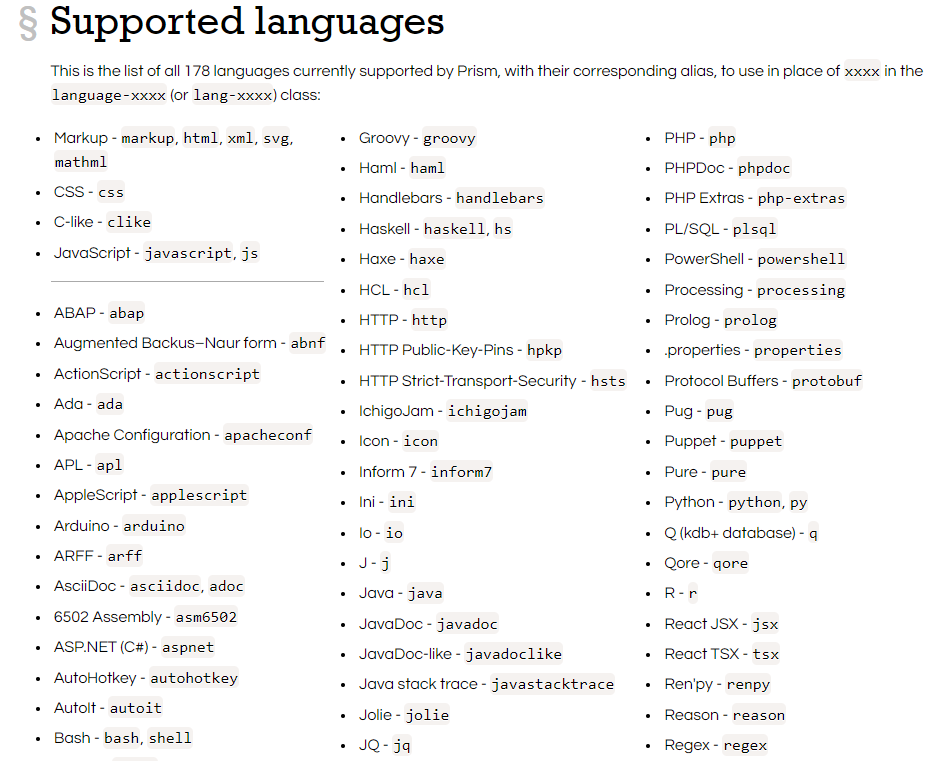 § Supported languages
This is the list of all 178 languages currently supported by Prism, with their corresponding alias, to use in place of xxxx in the
language-xxxx (or lang-xxxx) class:
• Markup - markup, html, xml, svg,
mathml
• CSS - css
• C-like - clike
• JavaScript - javascript, js
• ABAP - abap
• Augmented Backus–Naur form - abnf
• ActionScript - actionscript
• Ada - ada
• Apache Configuration - apacheconf
• APL - apl
• AppleScript - applescript
• Arduino - arduino
• ARFF - arff
• AsciiDoc - asciidoc, adoc
• 6502 Assembly - asm6502
• ASP.NET (C#) - aspnet
• AutoHotkey - autohotkey
• AutoIt - autoit
• Bash - bash, shell
• Groovy - groovy
• Haml - haml
• Handlebars - handlebars
• Haskell - haskell, hs
• Haxe - haxe
• HCL - hcl
• HTTP - http
• HTTP Public-Key-Pins - hpkp
• HTTP Strict-Transport-Security - hsts
• IchigoJam - ichigojam
• Icon - icon
• Inform 7 - inform7
• Ini - ini
• Io - io
• J - j
• Java - java
• JavaDoc - javadoc
• JavaDoc-like - javadoclike
• Java stack trace - javastacktrace
• Jolie - jolie
• JQ - jq
• PHP - php
• PHPDoc - phpdoc
• PHP Extras - php-extras
• PL/SQL - plsql
• PowerShell - powershell
• Processing - processing
• Prolog - prolog
• .properties - properties
• Protocol Buffers - protobuf
• Pug - pug
• Puppet - puppet
• Pure - pure
• Python - python, py
• Q (kdb+ database) - q
• Qore - qore
• R - r
• React JSX - jsx
• React TSX - tsx
• Ren'py - renpy
• Reason - reason
• Regex - regex